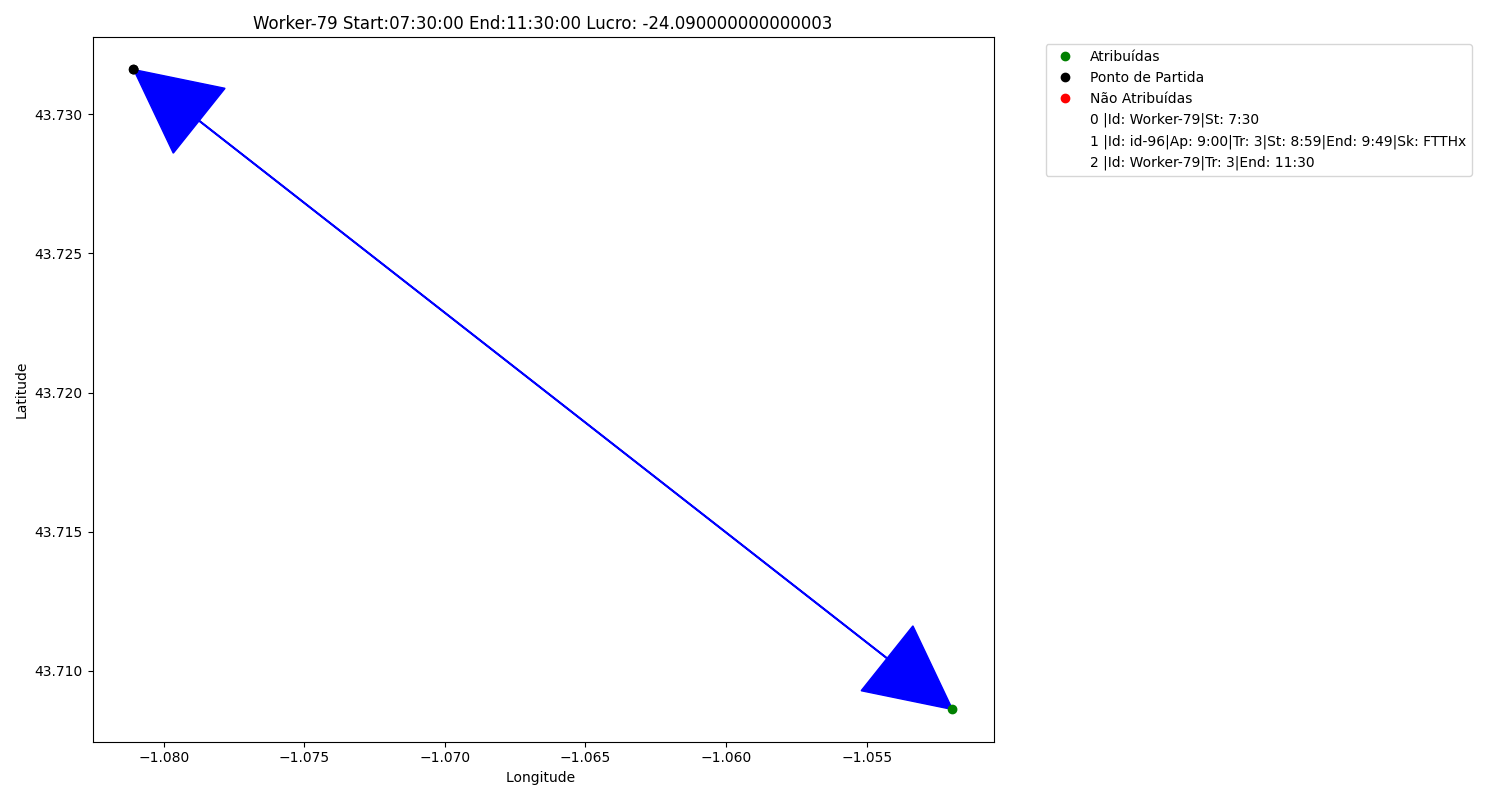 Worker-79 Start:07:30:00 End:11:30:00 Lucro: -24.090000000000003
Atribuídas
Ponto de Partida
Não Atribuídas
0 |Id: Worker-79|St: 7:30
1 |Id: id-96|Ap: 9:00|Tr: 3|St: 8:59|End: 9:49|Sk: FTTHx
2 |Id: Worker-79|Tr: 3|End: 11:30
Latitude
43.730
43.725
43.720
43.715
43.710
−1.080
−1.075
−1.070
−1.065
−1.060
−1.055
Longitude